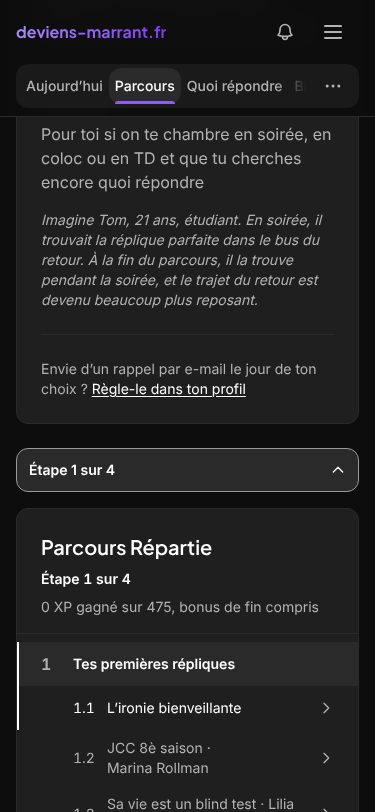 deviens-marrant.fr
Aujourd’hui Parcours Quoi répondre
Pour toi si on te chambre en soirée, en
coloc ou en TD et que tu cherches
encore quoi répondre
Imagine Tom, 21 ans, étudiant. En soirée, il
trouvait la réplique parfaite dans le bus du
retour. À la fin du parcours, il la trouve
pendant la soirée, et le trajet du retour est
devenu beaucoup plus reposant.
Envie d’un rappel par e-mail le jour de ton
choix ? Règle-le dans ton profil
Étape 1 sur 4
Parcours Répartie
Étape 1 sur 4
0 XP gagné sur 475, bonus de fin compris
1 Tes premières répliques
1.1 L’ironie bienveillante
1.2 JCC 8è saison ·
Marina Rollman
Sa vie est un blind test · Lilia